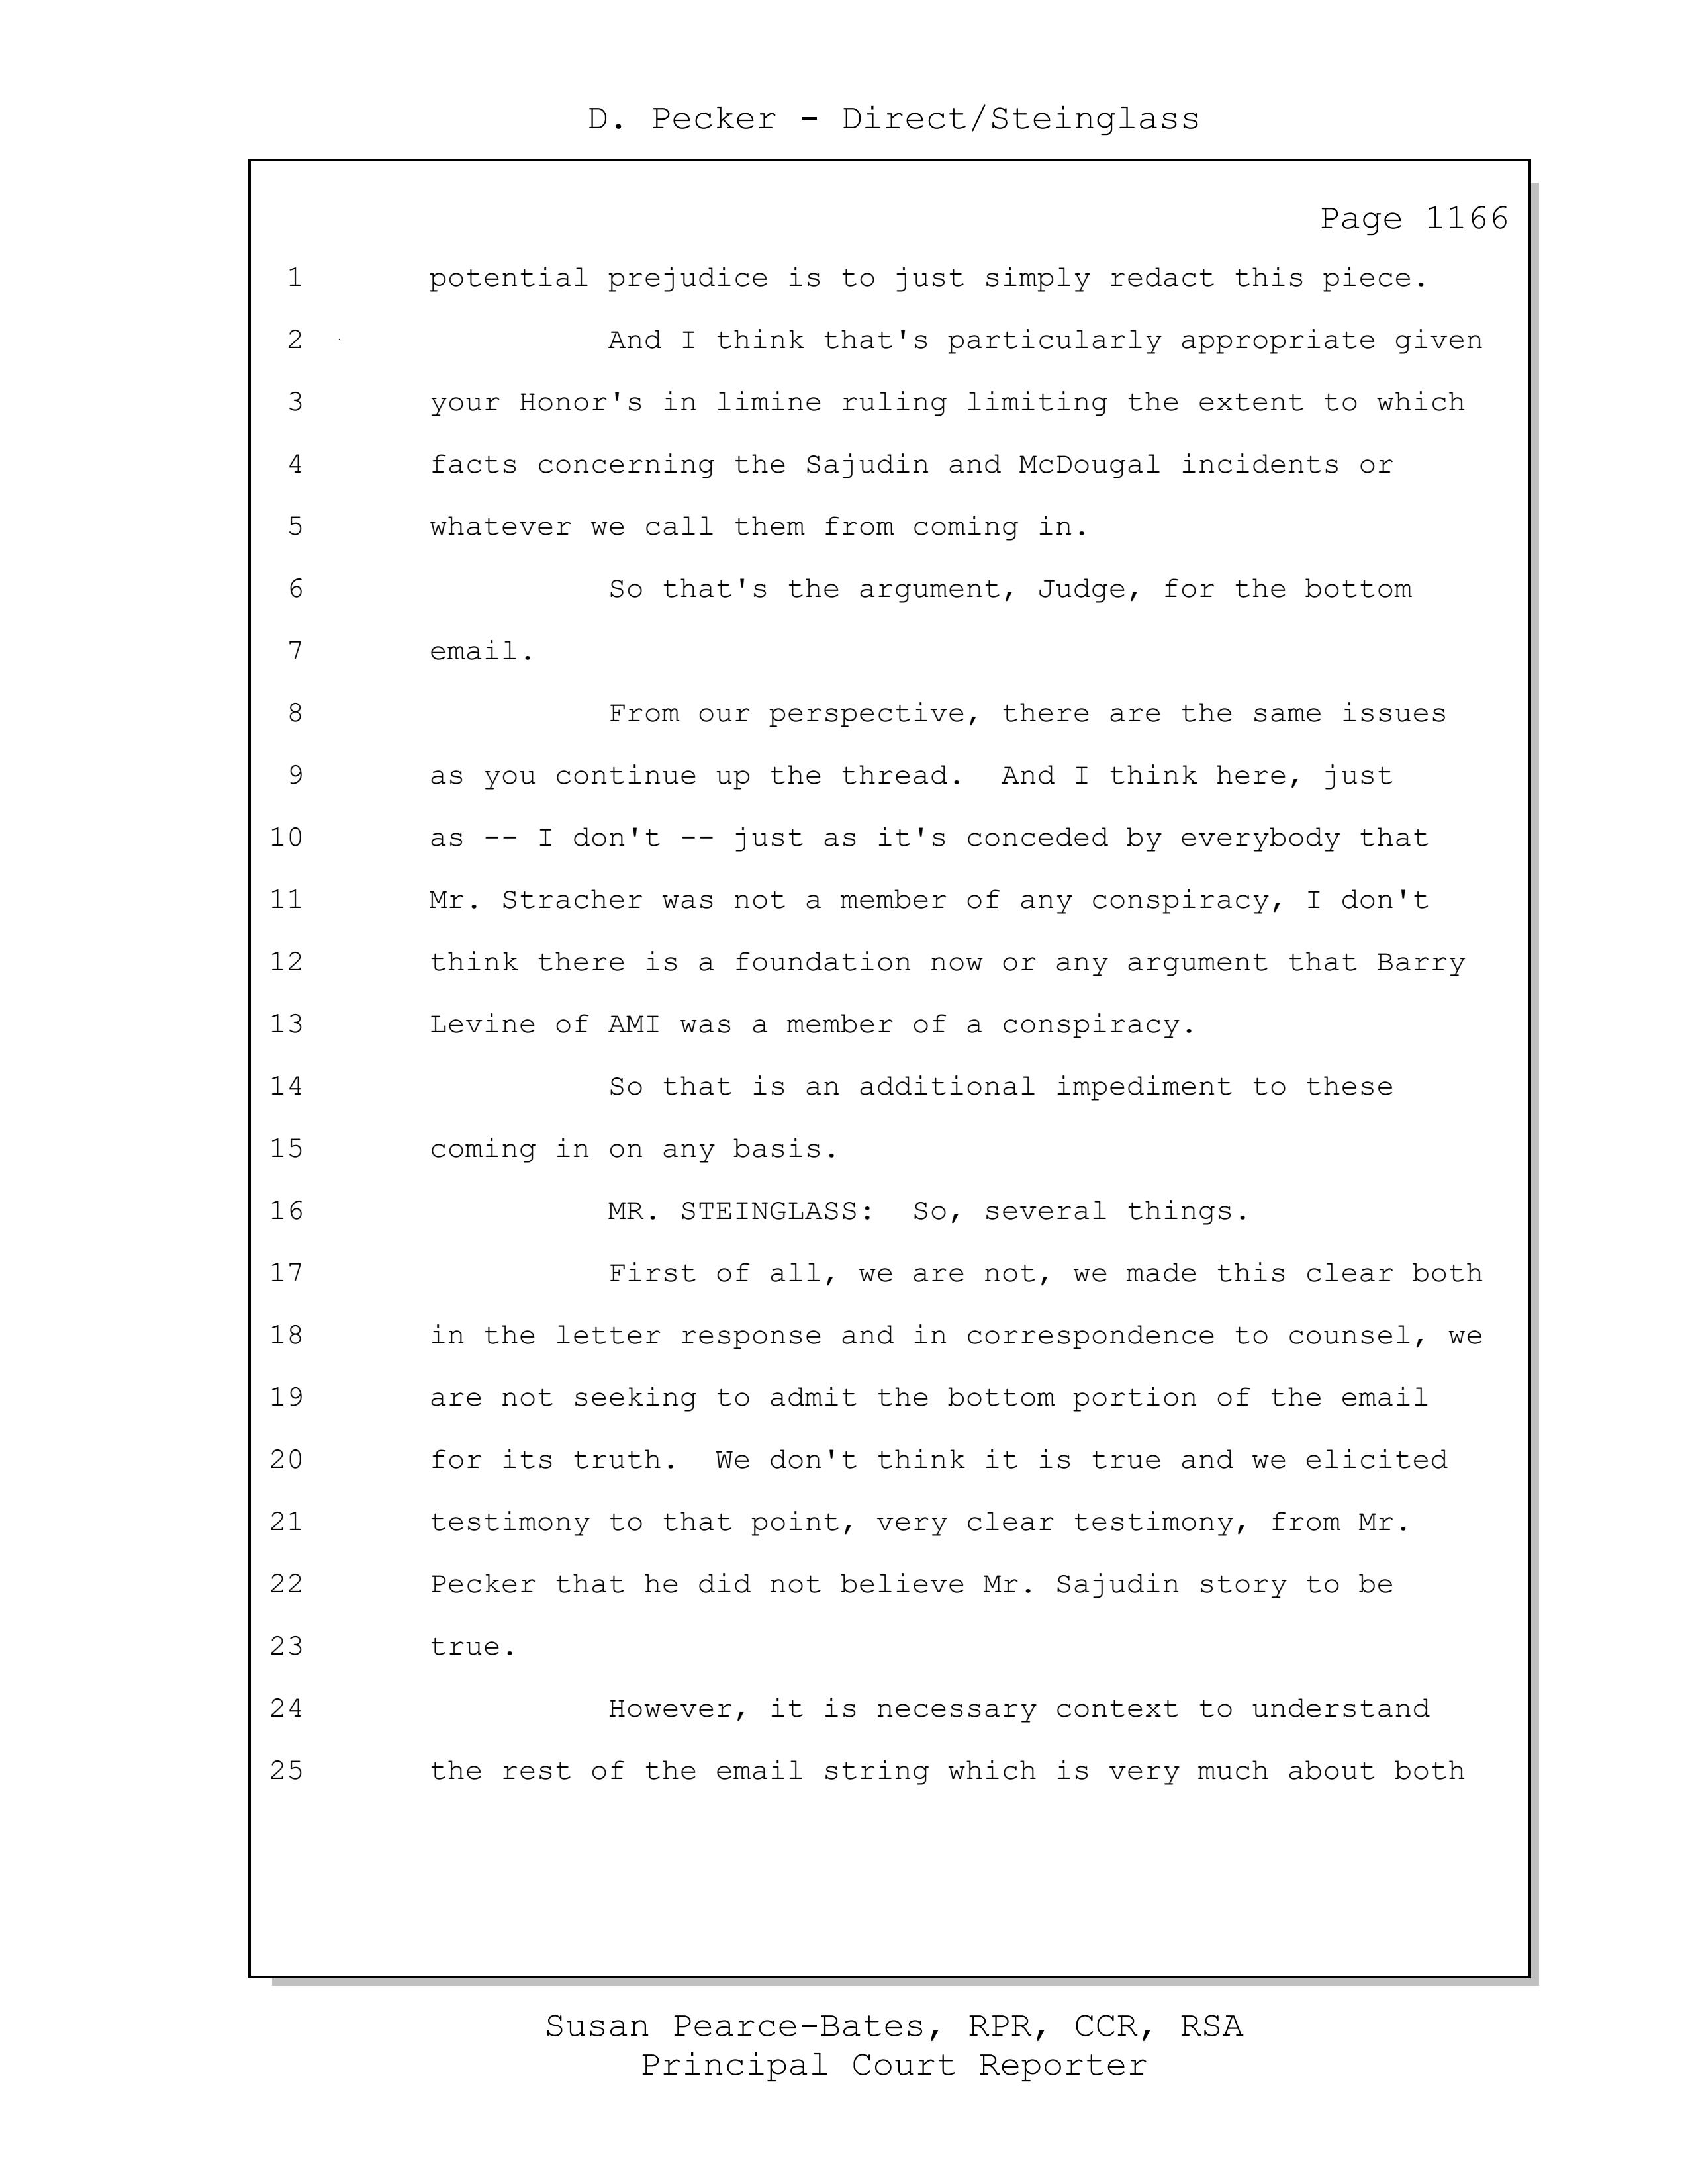 D. Pecker - Direct/Steinglass
Page 1166
1 potential prejudice is to just simply redact this piece.
2 And I think that's particularly appropriate given
3 your Honor's in limine ruling limiting the extent to which
4 facts concerning the Sajudin and McDougal incidents or
5 whatever we call them from coming in.
6 So that's the argument, Judge, for the bottom
7 email.
8 From our perspective, there are the same issues
9 as you continue up the thread.  And I think here, just
10 as -- I don't -- just as it's conceded by everybody that
11 Mr. Stracher was not a member of any conspiracy, I don't
12 think there is a foundation now or any argument that Barry
13 Levine of AMI was a member of a conspiracy.
14 So that is an additional impediment to these
15 coming in on any basis.
16 MR. STEINGLASS:  So, several things.
17 First of all, we are not, we made this clear both
18 in the letter response and in correspondence to counsel, we
19 are not seeking to admit the bottom portion of the email
20 for its truth.  We don't think it is true and we elicited
21 testimony to that point, very clear testimony, from Mr.
22 Pecker that he did not believe Mr. Sajudin story to be
23 true.
24 However, it is necessary context to understand
25 the rest of the email string which is very much about both
Susan Pearce-Bates, RPR, CCR, RSA
Principal Court Reporter